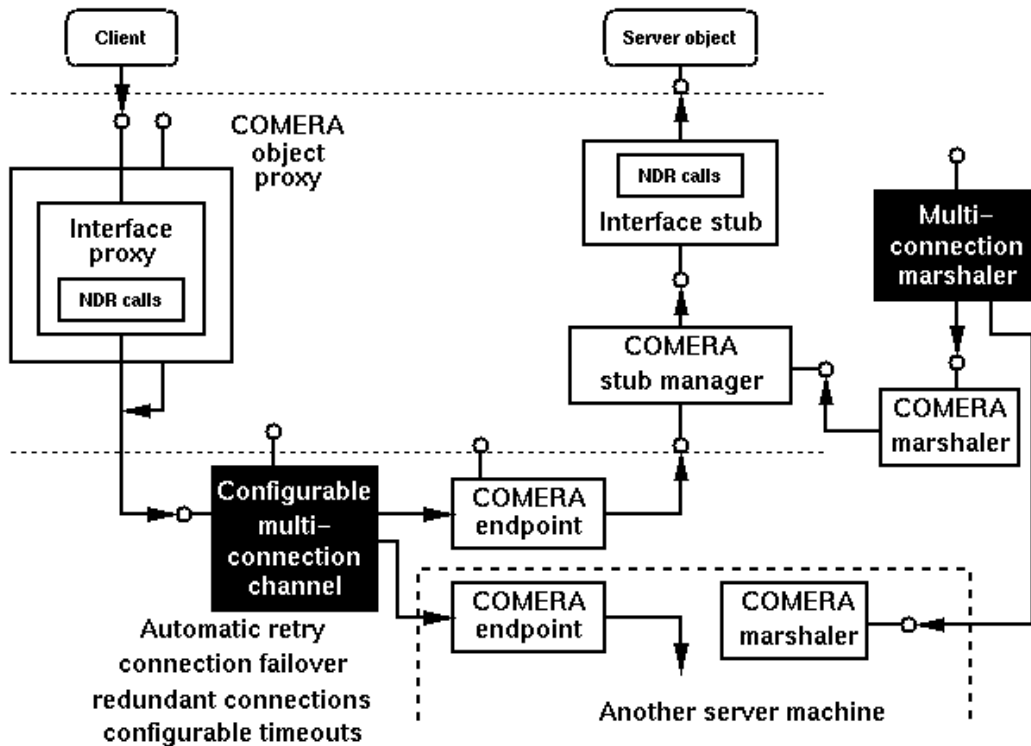 Client
Server object
COMERA
object
proxy
NDR calls
Interface stub
Interface
proxy
NDR calls
Multi-
connection
marshaler
COMERA
stub manager
COMERA
marshaler
Configurable
multi-
connection
channel
COMERA
endpoint
COMERA
endpoint
COMERA
marshaler
Automatic retry
connection failover
redundant connections
configurable timeouts
Another server machine